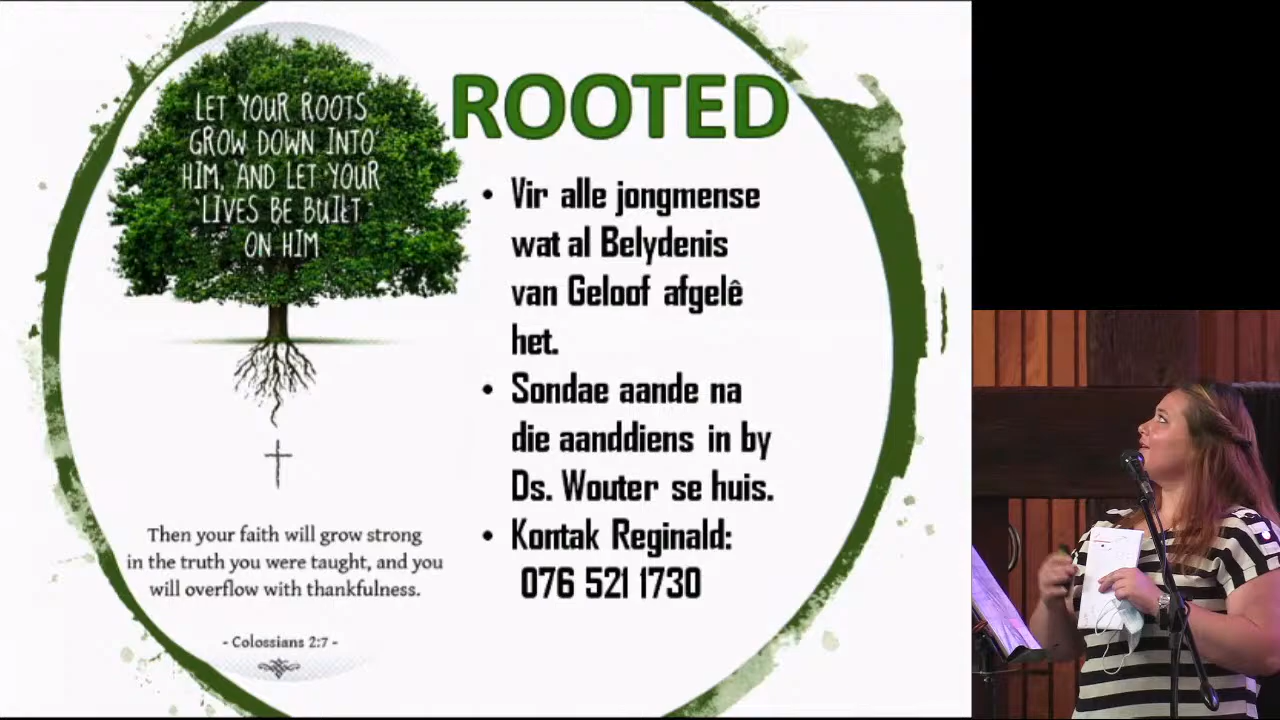 LET YOUR ROOTS
GROW DOWN INTO
HIM, AND LET YOUR
LIVES BE BUILT
ON HIM
Then your faith will grow strong
in the truth you were taught, and you
will overflow with thankfulness.
- Colossians 2:7 -
ROOTED
• Vir alle jongmense
wat al Belydenis
van Geloof afgelê
het.
• Sondae aande na
die aanddiens in by
Ds. Wouter se huis.
• Kontak Reginald:
076 521 1730